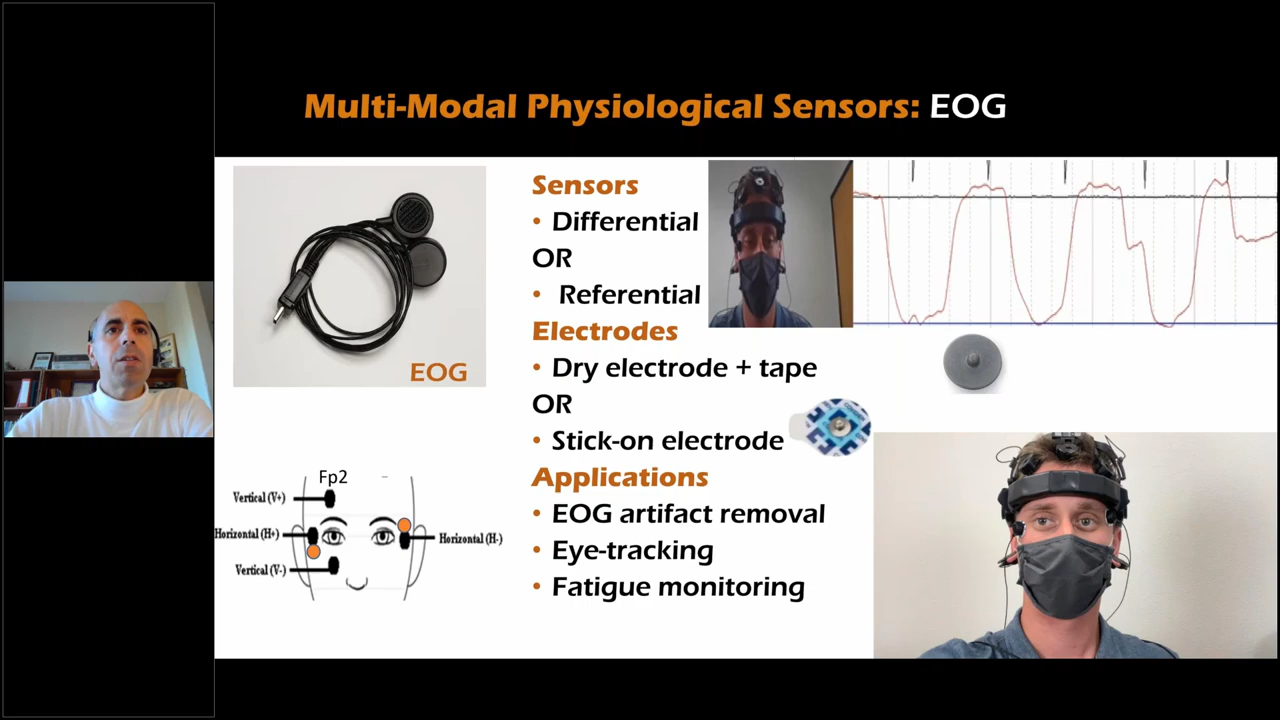 Multi-Modal Physiological Sensors: EOG
EOG
Sensors
• Differential
OR
• Referential
Electrodes
• Dry electrode + tape
OR
• Stick-on electrode
Applications
• EOG artifact removal
• Eye-tracking
• Fatigue monitoring
Fp2
Vertical (V+)
Horizontal (H+)
Horizontal (H-)
Vertical (V-)